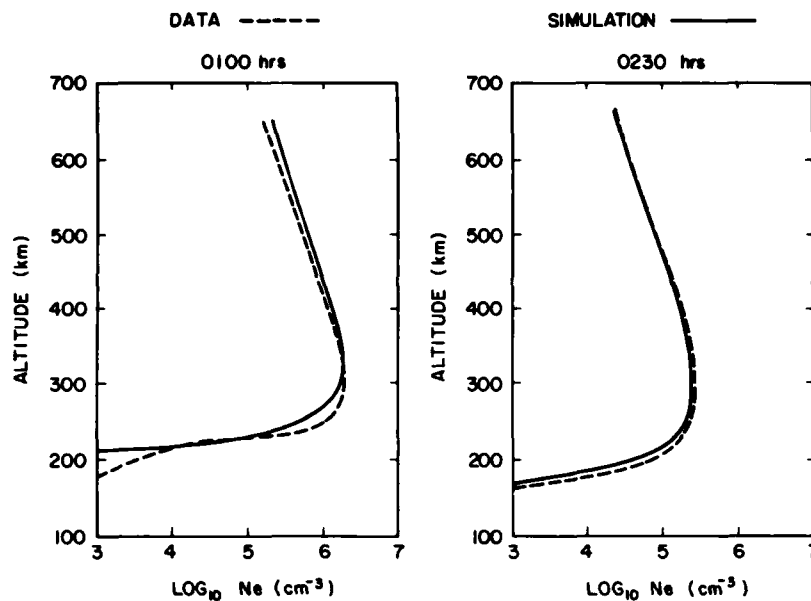 DATA
SIMULATION
0100 hrs
0230 hrs
700
600
500
400
300
200
100
ALTITUDE (km)
3 4 5 6 7
LOG₁₀ Ne (cm⁻³)
700
600
500
400
300
200
100
ALTITUDE (km)
3 4 5 6 7
LOG₁₀ Ne (cm⁻³)